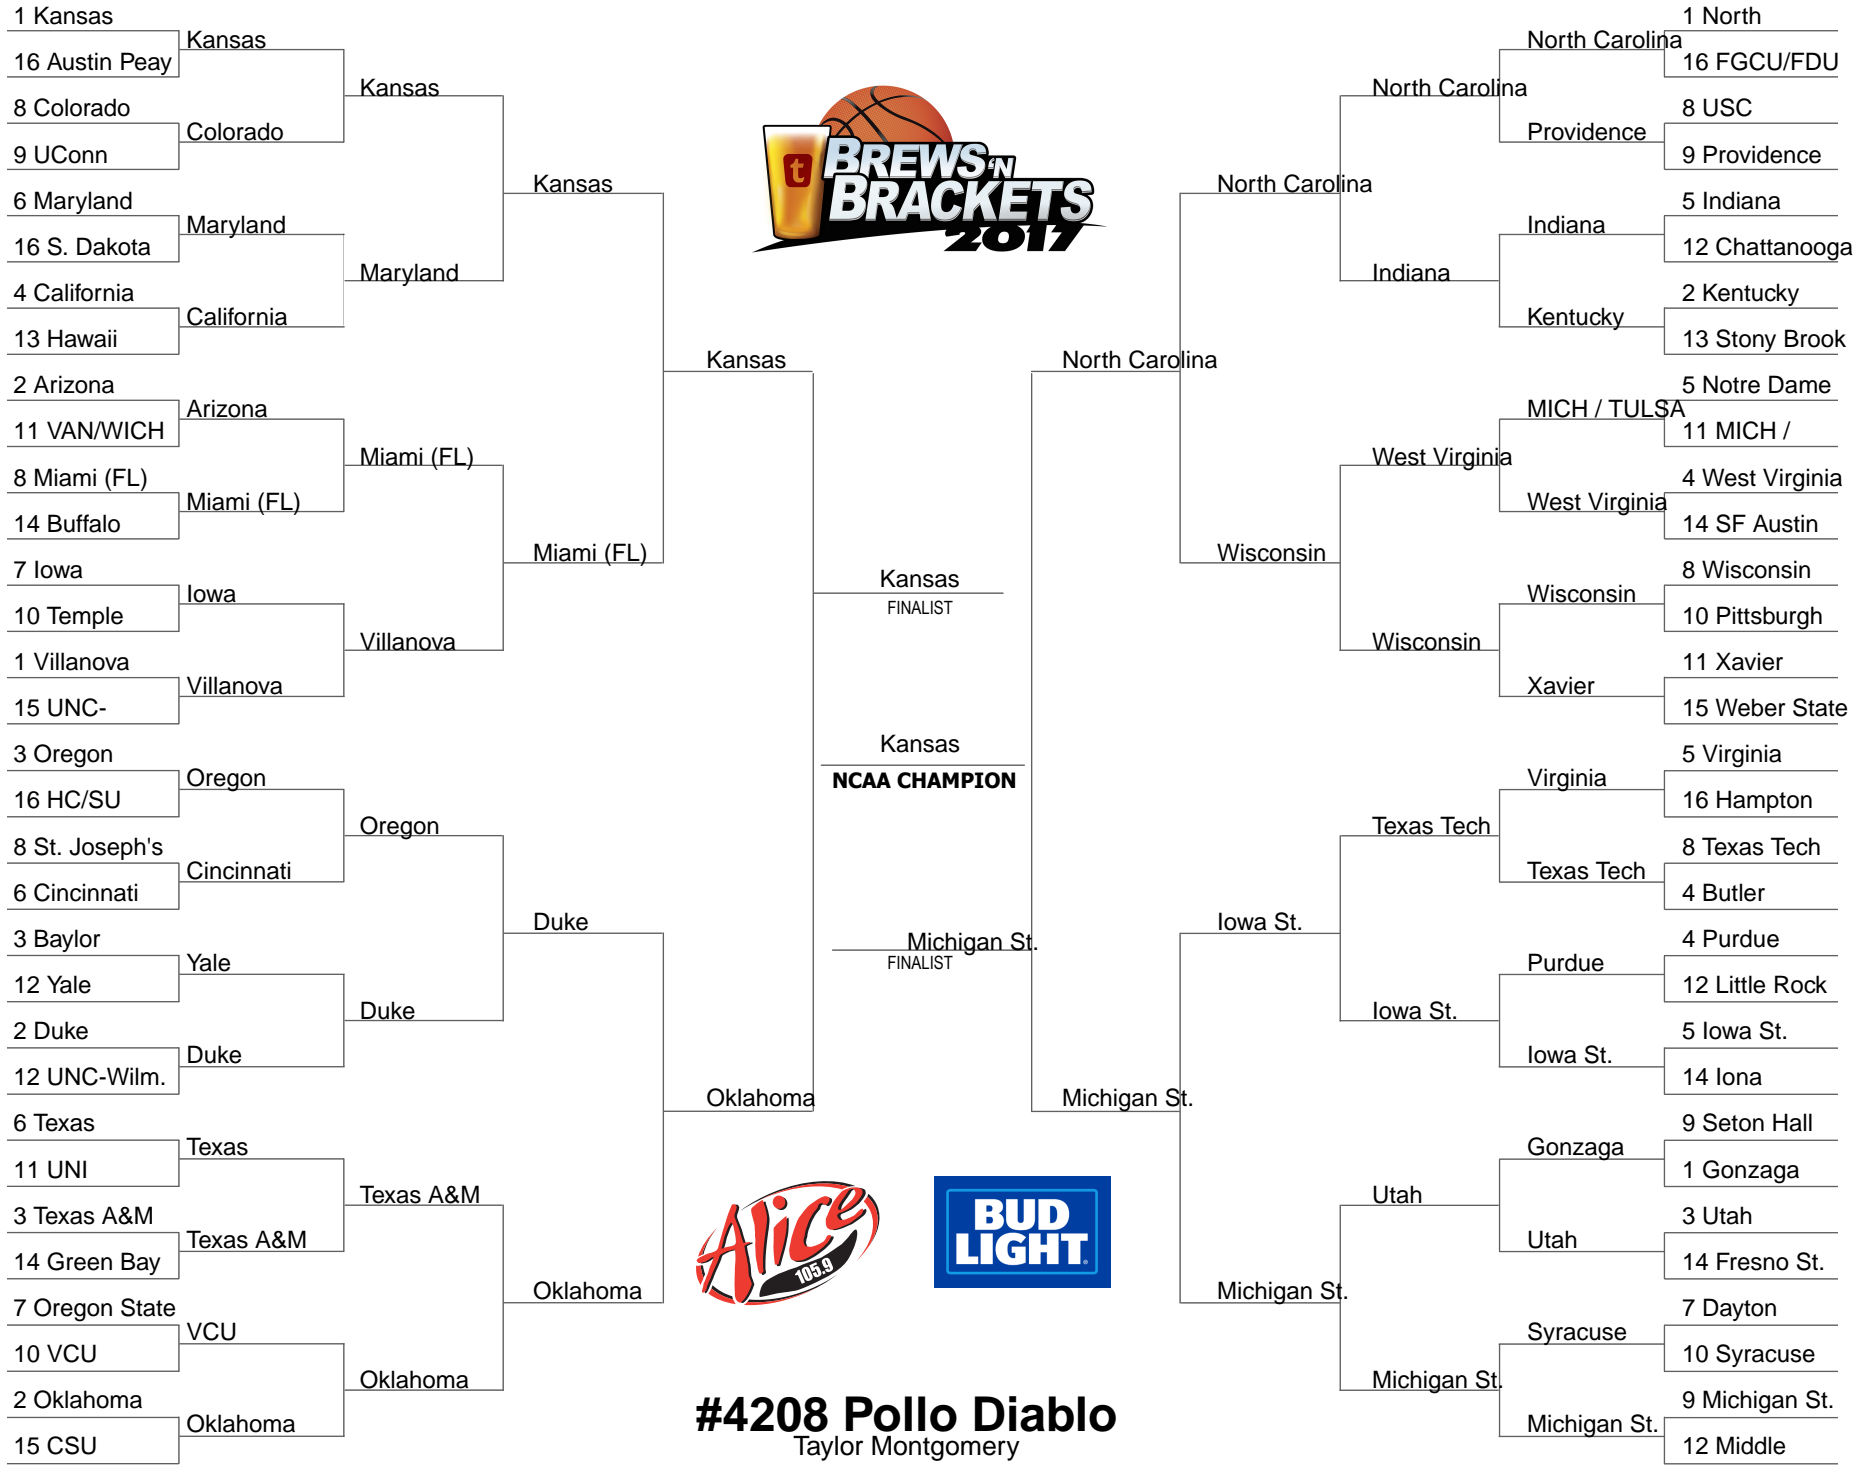 1 Kansas
16 Austin Peay
8 Colorado
9 UConn
6 Maryland
16 S. Dakota
4 California
13 Hawaii
2 Arizona
11 VAN/WICH
8 Miami (FL)
14 Buffalo
7 Iowa
10 Temple
1 Villanova
15 UNC-
3 Oregon
16 HC/SU
8 St. Joseph's
6 Cincinnati
3 Baylor
12 Yale
2 Duke
12 UNC-Wilm.
6 Texas
11 UNI
3 Texas A&M
14 Green Bay
7 Oregon State
10 VCU
2 Oklahoma
15 CSU
Kansas
Colorado
Maryland
California
Arizona
Miami (FL)
Iowa
Villanova
Oregon
Cincinnati
Yale
Duke
Texas
Texas A&M
VCU
Oklahoma
Kansas
Maryland
Miami (FL)
Villanova
Oregon
Duke
Texas A&M
Oklahoma
Kansas
Miami (FL)
Duke
Oklahoma
Kansas
Oklahoma
t
BREWS 'N
BRACKETS
2017
Kansas
FINALIST
Kansas
NCAA CHAMPION
Michigan St.
FINALIST
Alice
105.9
BUD
LIGHT
#4208 Pollo Diablo
Taylor Montgomery
North Carolina
Michigan St.
North Carolina
Wisconsin
Iowa St.
Michigan St.
North Carolina
Indiana
West Virginia
Wisconsin
Texas Tech
Iowa St.
Utah
Michigan St.
North Carolina
Providence
Indiana
Kentucky
MICH / TULSA
West Virginia
Wisconsin
Xavier
Virginia
Texas Tech
Purdue
Iowa St.
Gonzaga
Utah
Syracuse
Michigan St.
1 North
16 FGCU/FDU
8 USC
9 Providence
5 Indiana
12 Chattanooga
2 Kentucky
13 Stony Brook
5 Notre Dame
11 MICH /
4 West Virginia
14 SF Austin
8 Wisconsin
10 Pittsburgh
11 Xavier
15 Weber State
5 Virginia
16 Hampton
8 Texas Tech
4 Butler
4 Purdue
12 Little Rock
5 Iowa St.
14 Iona
9 Seton Hall
1 Gonzaga
3 Utah
14 Fresno St.
7 Dayton
10 Syracuse
9 Michigan St.
12 Middle